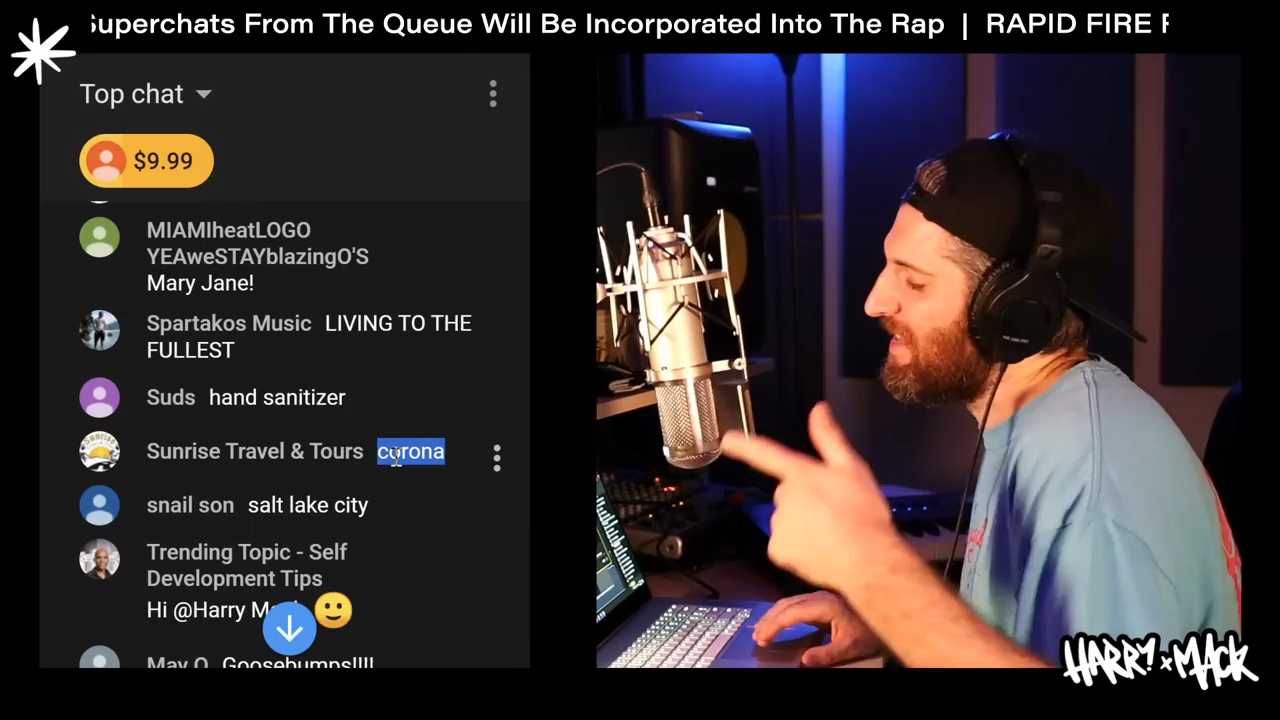 Superchats From The Queue Will Be Incorporated Into The Rap | RAPID FIRE
Top chat
$9.99
MIAMIheatLOGO
YEAweSTAYblazingO'S
Mary Jane!
Spartakos Music LIVING TO THE
FULLEST
Suds hand sanitizer
Sunrise Travel & Tours corona
snail son salt lake city
Trending Topic - Self
Development Tips
Hi @Harry
May O Goosebumps!!!!
HARRY MACK